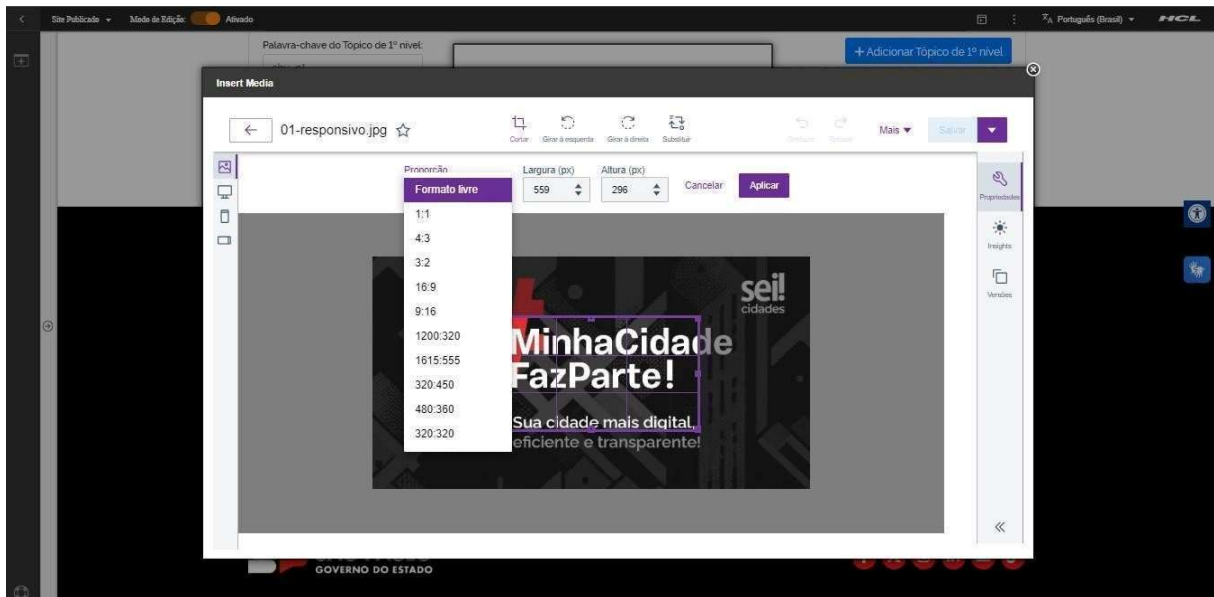 Site Publicado
Modo de Edição:
Ativado
Português (Brasil)
HCL
Palavra-chave do Tópico de 1º nível:
+ Adicionar Tópico de 1º nível
Insert Media
01-responsivo.jpg
Cortar
Girar à esquerda
Girar à direita
Substituir
Mais
Salvar
Proporção
Largura (px)
Altura (px)
Formato livre
559
296
Cancelar
Aplicar
Propriedades
1:1
4:3
3:2
16:9
9:16
1200:320
1615:555
320:450
480:360
320:320
Insights
Versões
sei!
cidades
MinhaCidade
FazParte!
Sua cidade mais digital,
eficiente e transparente!
GOVERNO DO ESTADO